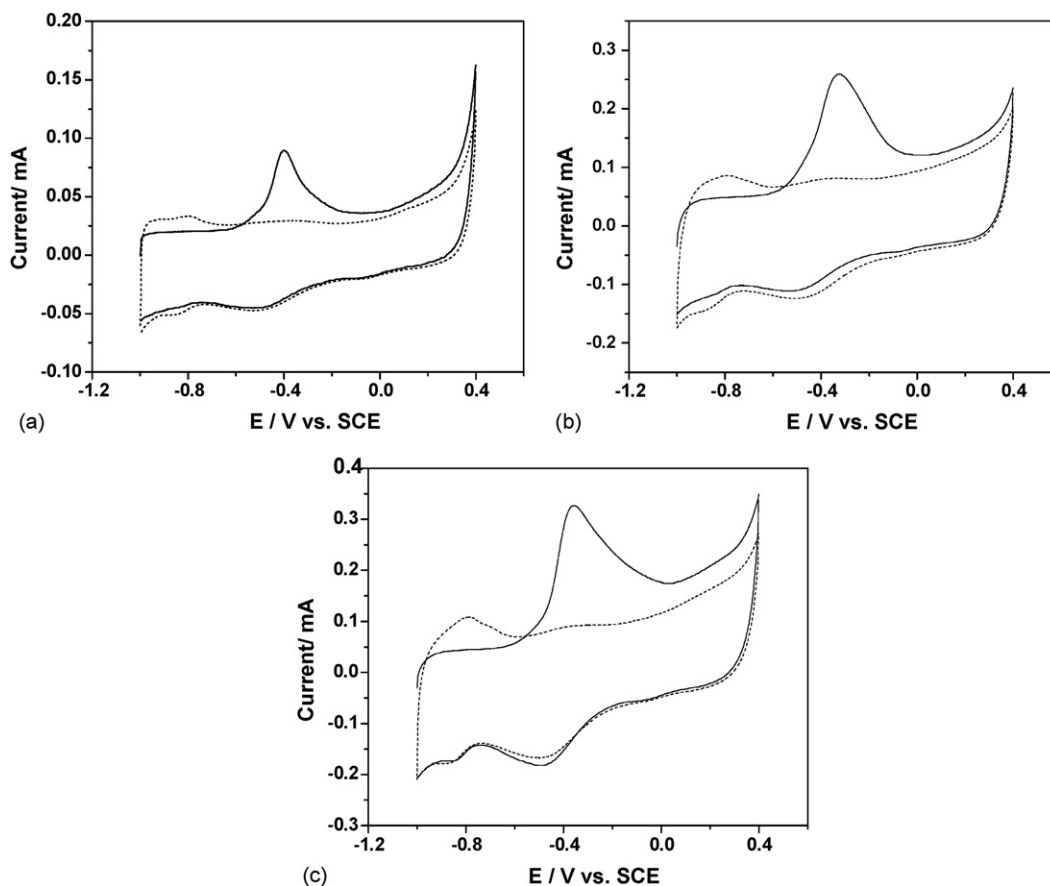 0.20
0.15
0.10
0.05
0.00
-0.05
-0.10
Current/ mA
-1.2 -0.8 -0.4 0.0 0.4
E / V vs. SCE
(a)
0.3
0.2
0.1
0.0
-0.1
-0.2
Current/ mA
-1.2 -0.8 -0.4 0.0 0.4
E / V vs. SCE
(b)
0.4
0.3
0.2
0.1
0.0
-0.1
-0.2
-0.3
Current/ mA
-1.2 -0.8 -0.4 0.0 0.4
E / V vs. SCE
(c)